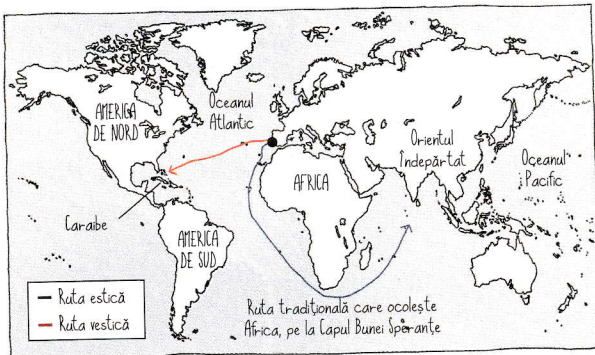 AMERICA
DE NORD
Oceanul
Atlantic
Orientul
Îndepărtat
Oceanul
Pacific
AFRICA
Caraibe
AMERICA
DE SUD
Ruta estică
Ruta vestică
Ruta tradițională care ocolește
Africa, pe la Capul Bunei Speranțe